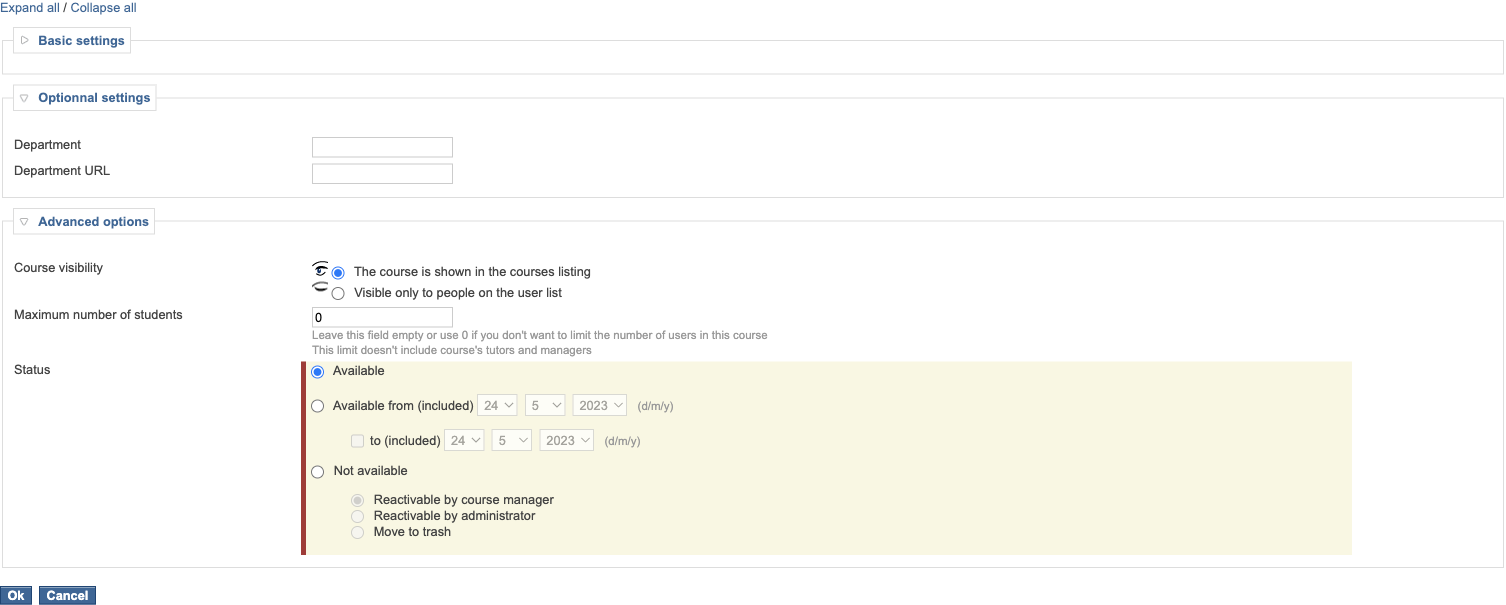 Expand all / Collapse all
Basic settings
Optionnal settings
Department
Department URL
Advanced options
Course visibility
The course is shown in the courses listing
Visible only to people on the user list
Maximum number of students
0
Leave this field empty or use 0 if you don't want to limit the number of users in this course
This limit doesn't include course's tutors and managers
Status
Available
Available from (included) 24 5 2023 (d/m/y)
to (included) 24 5 2023 (d/m/y)
Not available
Reactivable by course manager
Reactivable by administrator
Move to trash
Ok Cancel